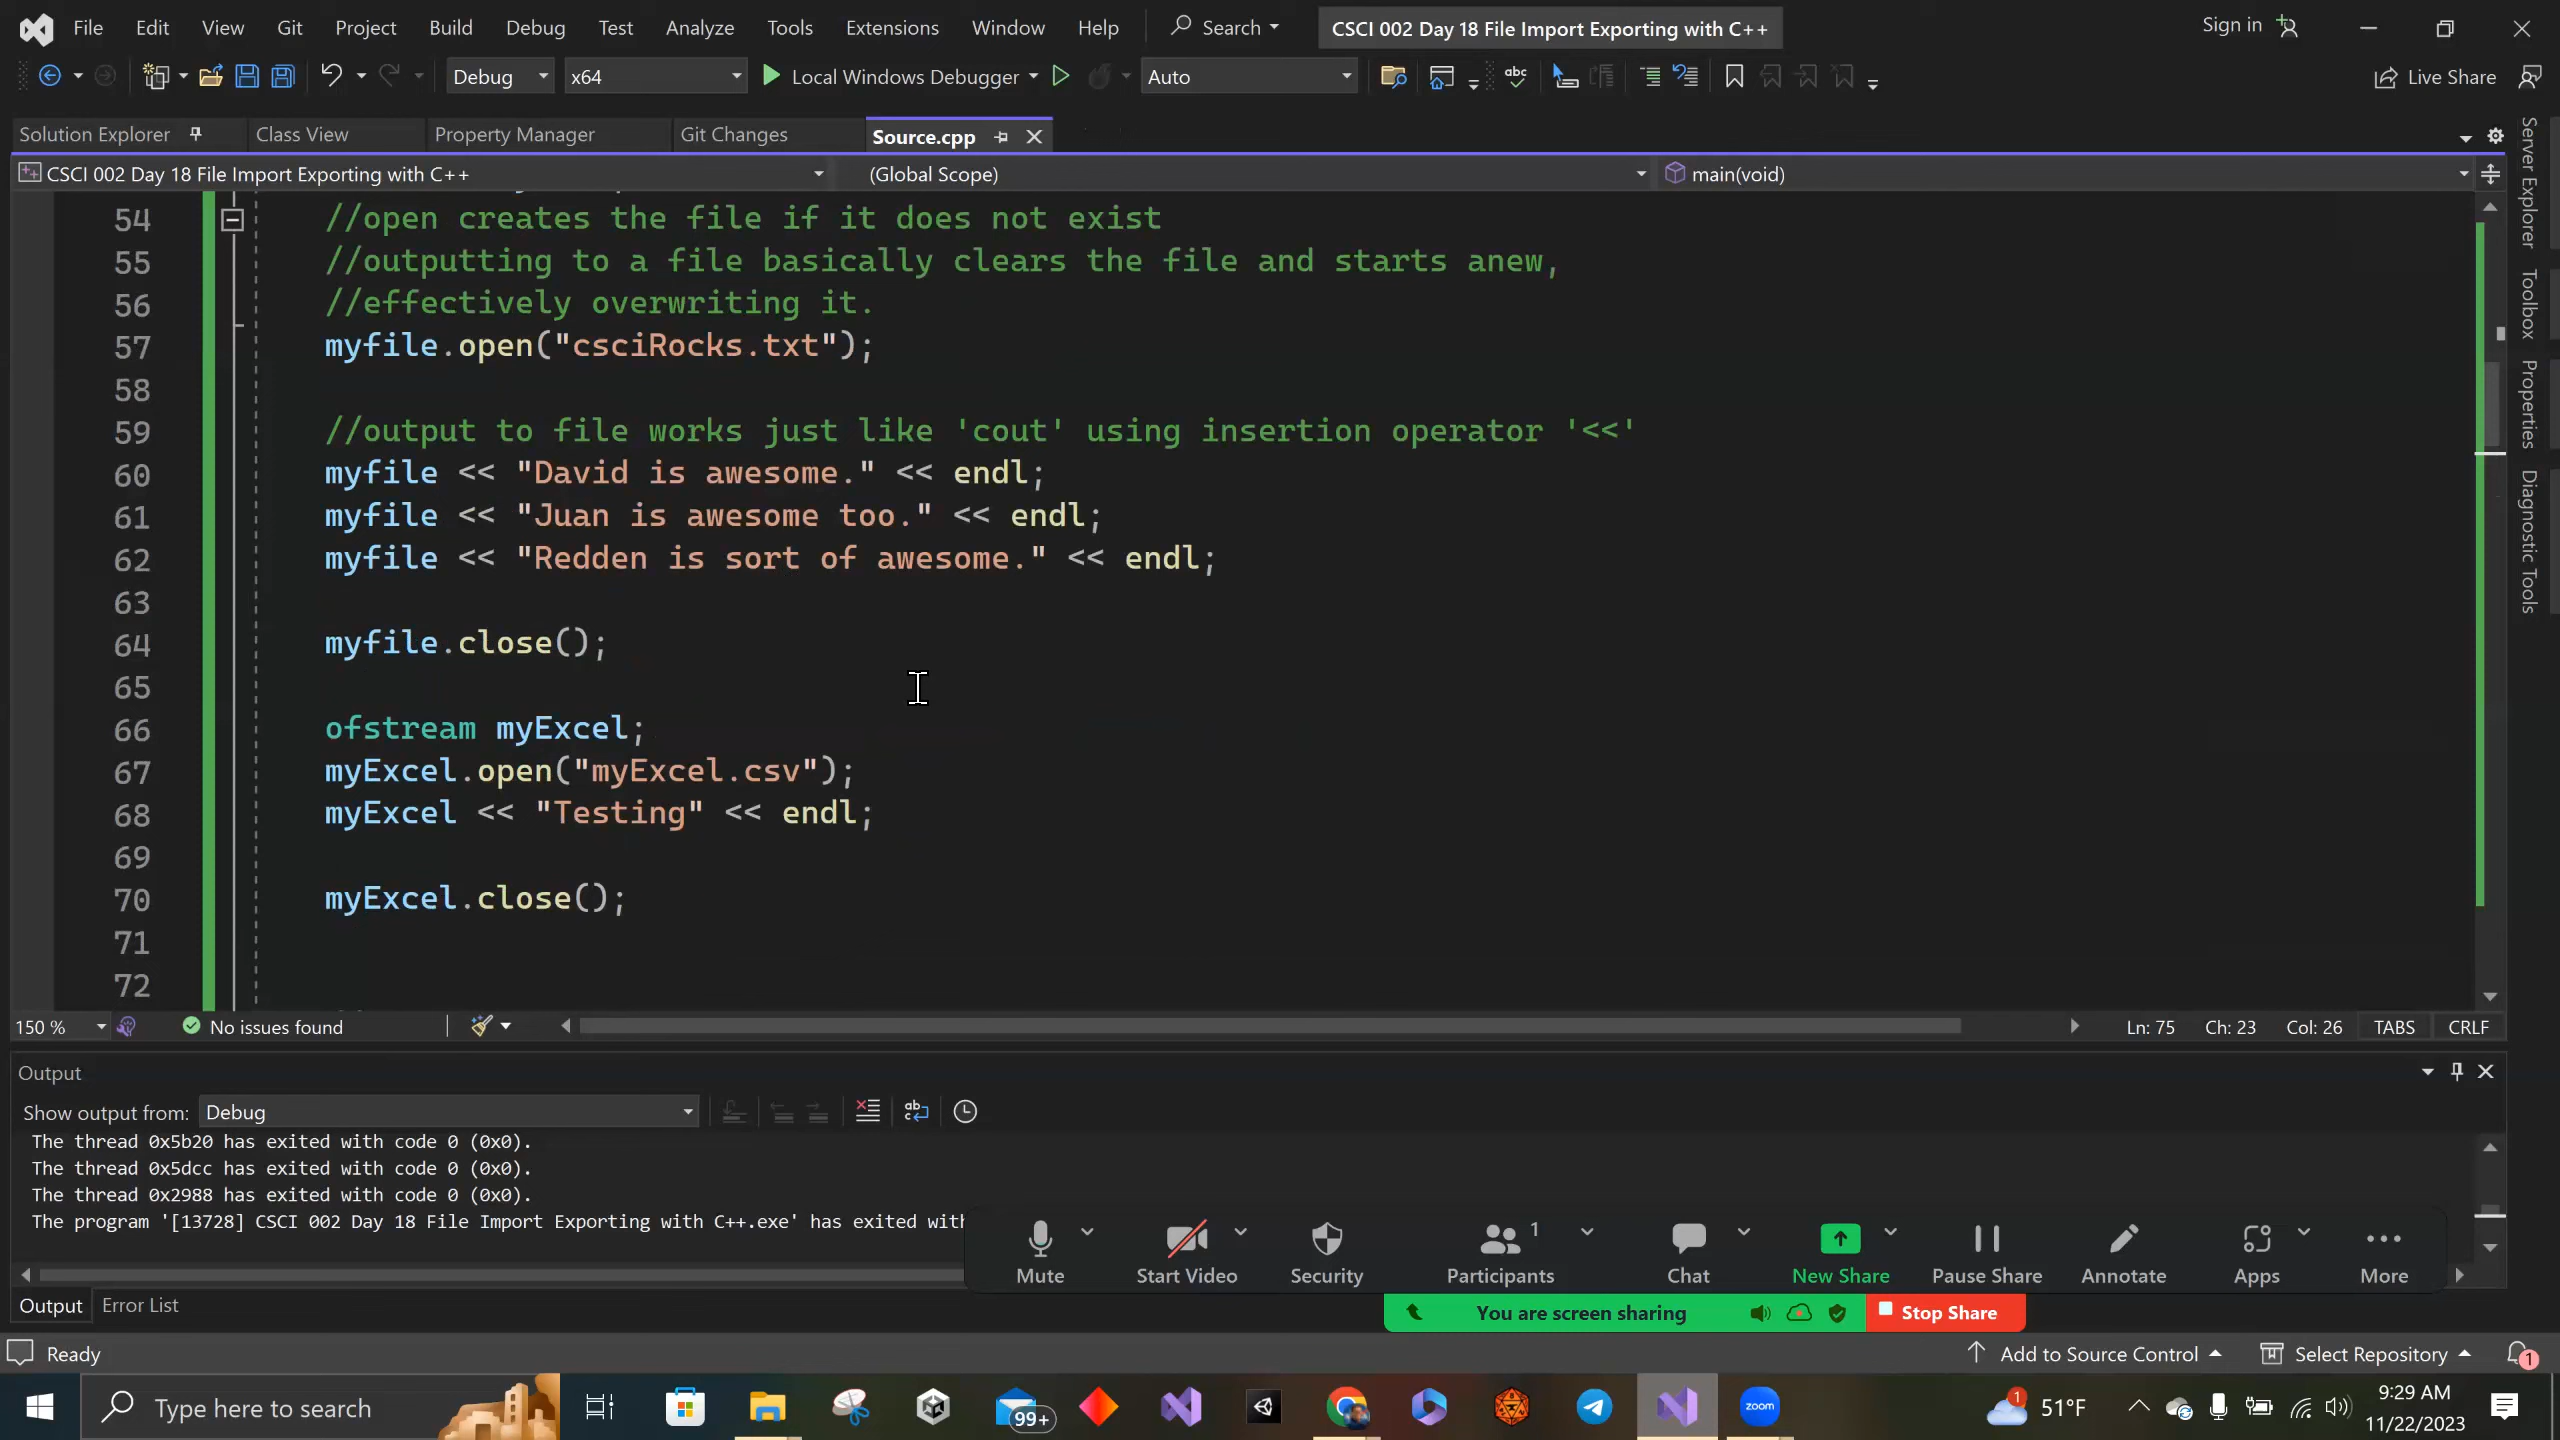 File Edit View Git Project Build Debug Test Analyze Tools Extensions Window Help Search CSCI 002 Day 18 File Import Exporting with C++ Sign in
Debug x64 Local Windows Debugger Auto Live Share
Solution Explorer Class View Property Manager Git Changes Source.cpp
CSCI 002 Day 18 File Import Exporting with C++ (Global Scope) main(void)
54 //open creates the file if it does not exist
55 //outputting to a file basically clears the file and starts anew,
56 //effectively overwriting it.
57 myfile.open("csciRocks.txt");
58
59 //output to file works just like 'cout' using insertion operator '<<'
60 myfile << "David is awesome." << endl;
61 myfile << "Juan is awesome too." << endl;
62 myfile << "Redden is sort of awesome." << endl;
63
64 myfile.close();
65
66 ofstream myExcel;
67 myExcel.open("myExcel.csv");
68 myExcel << "Testing" << endl;
69
70 myExcel.close();
71
72
Server Explorer
Toolbox
Properties
Diagnostic Tools
150 % No issues found Ln: 75 Ch: 23 Col: 26 TABS CRLF
Output
Show output from: Debug
The thread 0x5b20 has exited with code 0 (0x0).
The thread 0x5dcc has exited with code 0 (0x0).
The thread 0x2988 has exited with code 0 (0x0).
The program '[13728] CSCI 002 Day 18 File Import Exporting with C++.exe' has exited
Mute Start Video Security Participants 1 Chat New Share Pause Share Annotate Apps More
Output Error List
You are screen sharing Stop Share
Ready Add to Source Control Select Repository 1
Type here to search 99+ zoom 1 51°F 9:29 AM
11/22/2023